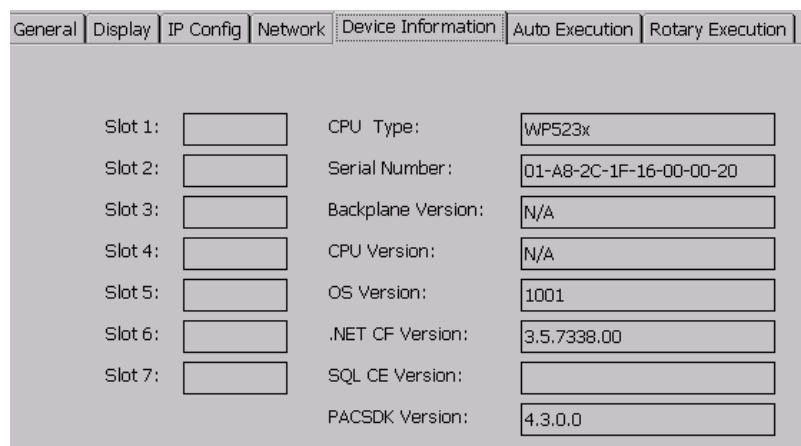 General Display IP Config Network Device Information Auto Execution Rotary Execution
Slot 1: CPU Type: WP523x
Slot 2: Serial Number: 01-A8-2C-1F-16-00-00-20
Slot 3: Backplane Version: N/A
Slot 4: CPU Version: N/A
Slot 5: OS Version: 1001
Slot 6: .NET CF Version: 3.5.7338.00
Slot 7: SQL CE Version:
PACSDK Version: 4.3.0.0